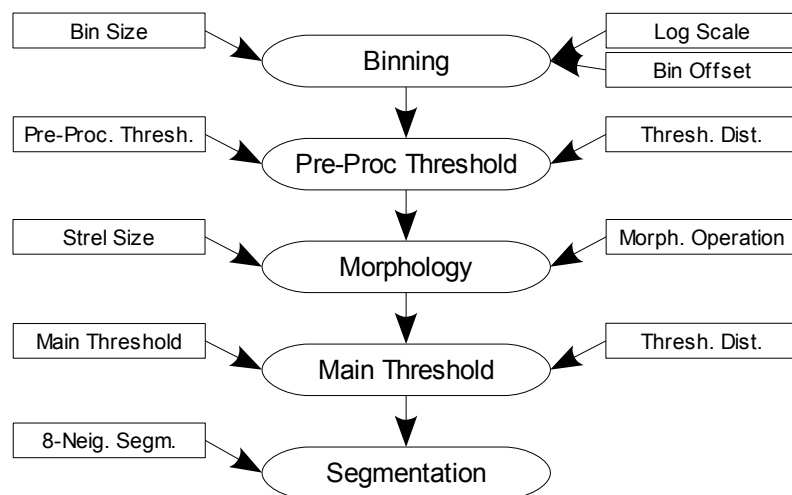 Bin Size
Log Scale
Binning
Bin Offset
Pre-Proc. Thresh.
Thresh. Dist.
Pre-Proc Threshold
Strel Size
Morph. Operation
Morphology
Main Threshold
Thresh. Dist.
Main Threshold
8-Neig. Segm.
Segmentation